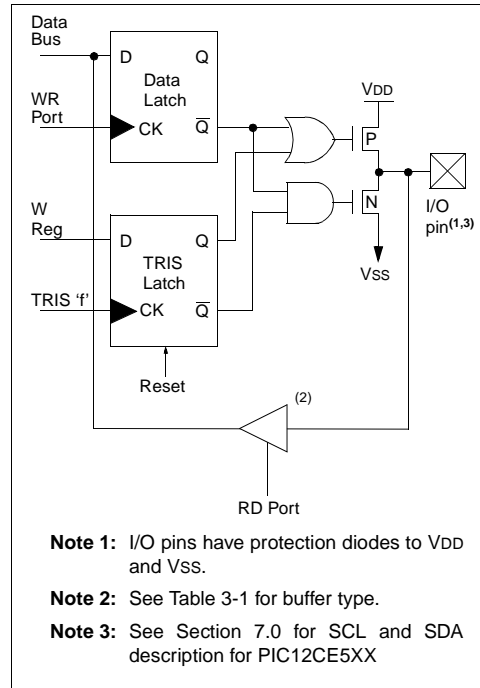 Data
Bus
D
Q
Data
Latch
WR
Port
CK
Q
VDD
P
N
I/O
pin(1,3)
VSS
W
Reg
D
Q
TRIS
Latch
TRIS 'f'
CK
Q
Reset
(2)
RD Port
Note 1: I/O pins have protection diodes to VDD
and VSS.
Note 2: See Table 3-1 for buffer type.
Note 3: See Section 7.0 for SCL and SDA
description for PIC12CE5XX